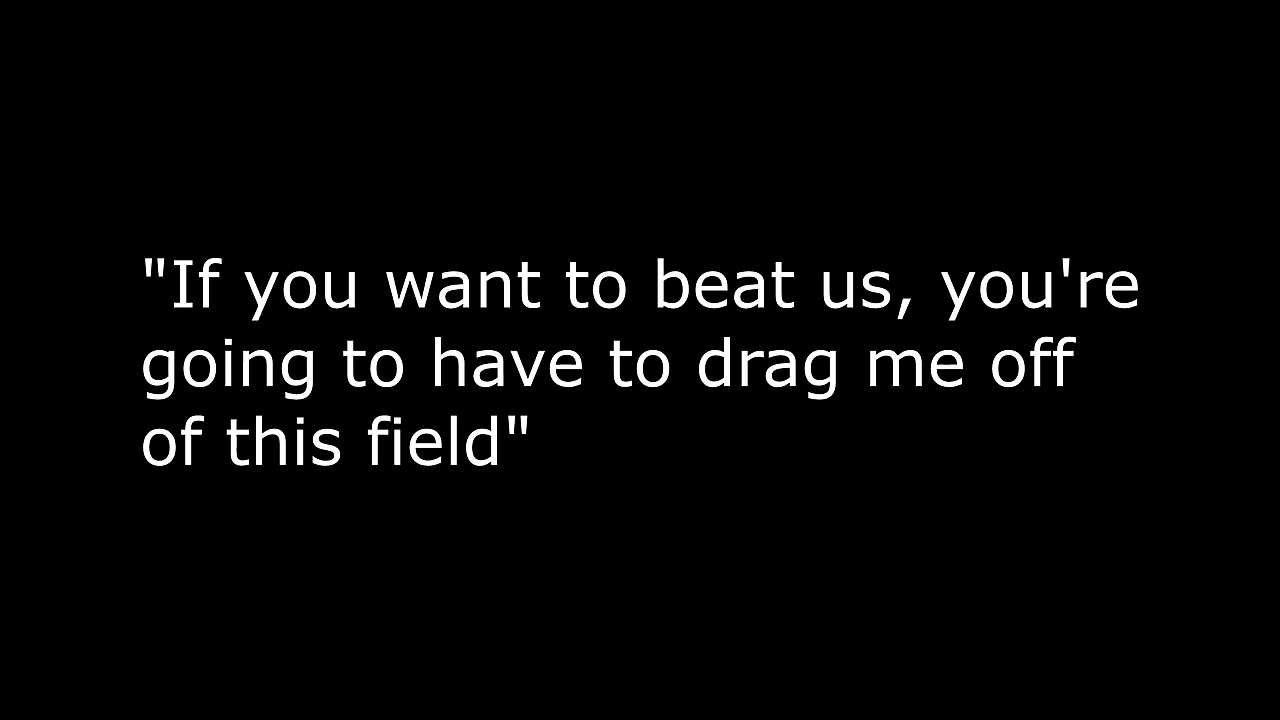 "If you want to beat us, you're
going to have to drag me off
of this field"